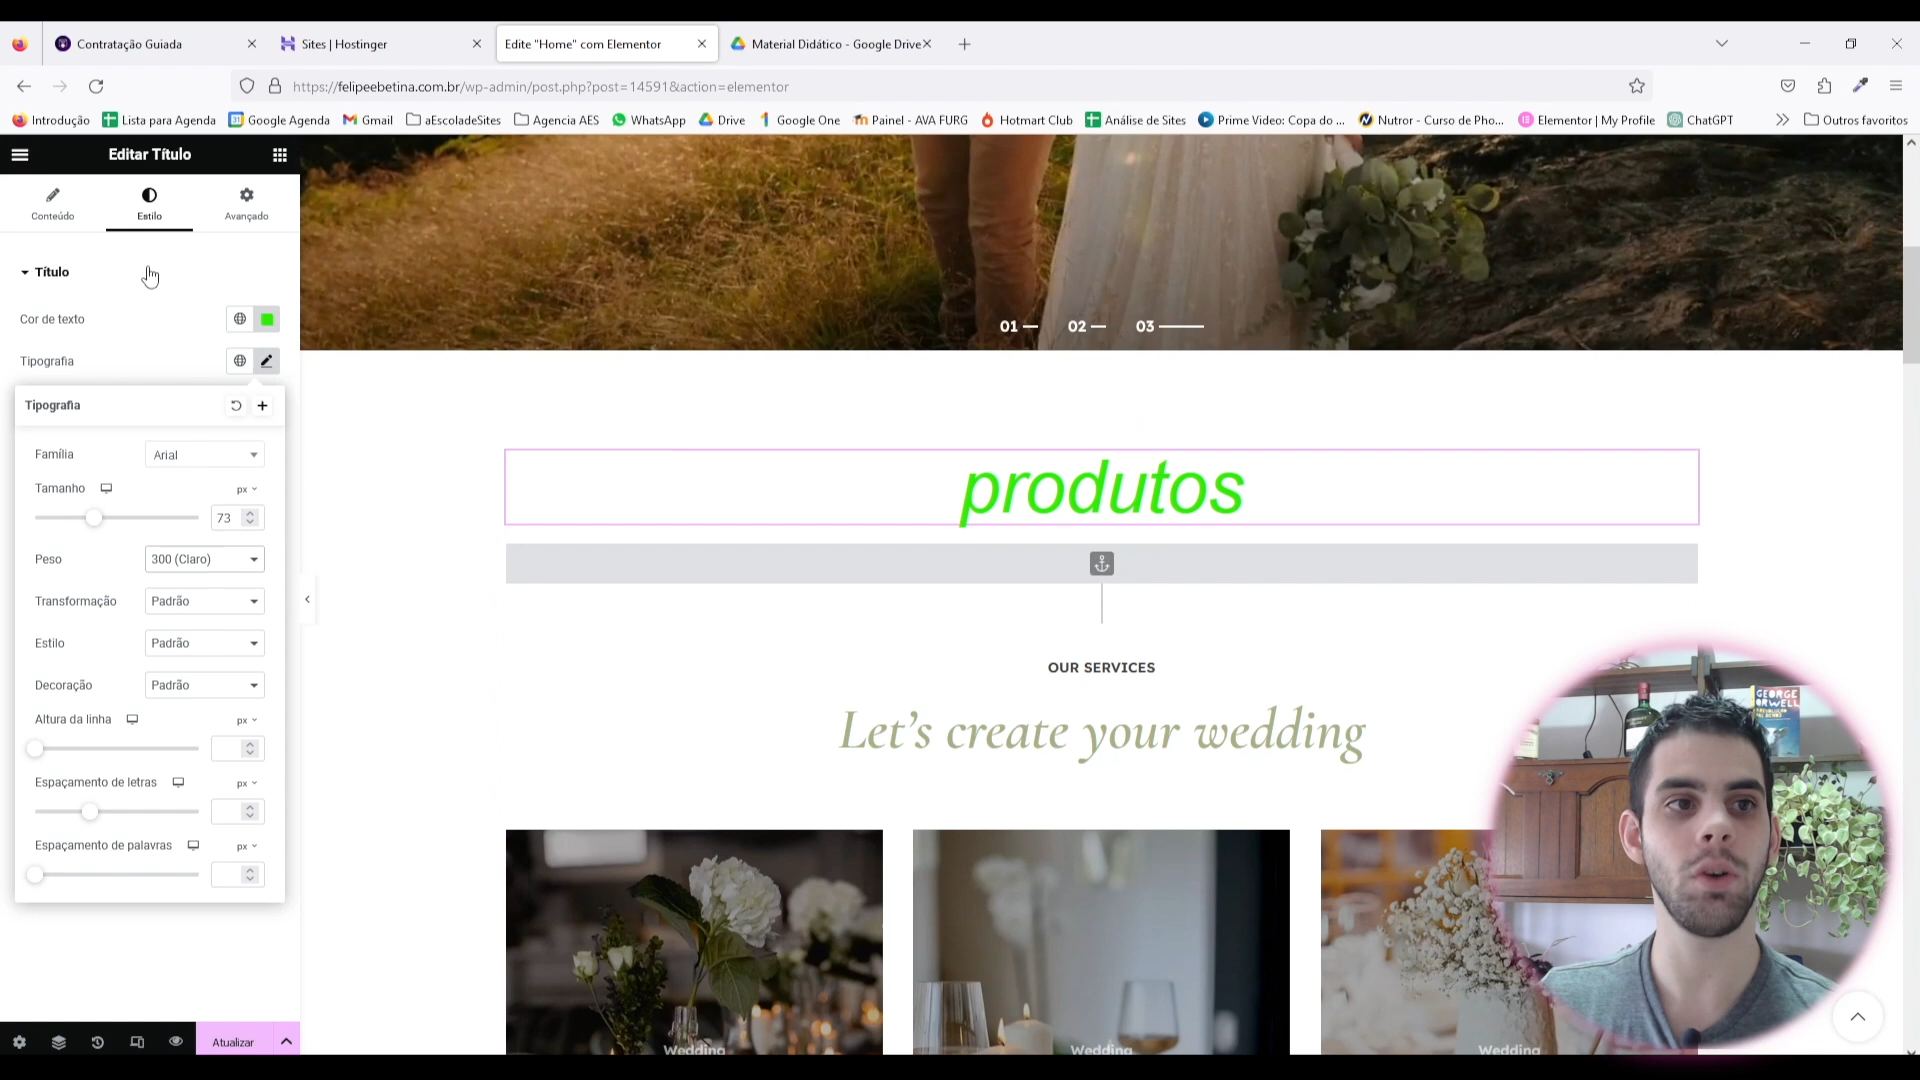 Contratação Guiada
Sites | Hostinger
Edite "Home" com Elementor
Material Didático - Google Drive
https://felipeebetina.com.br/wp-admin/post.php?post=14591&action=elementor
Introdução
Lista para Agenda
31
Google Agenda
Gmail
aEscoladeSites
Agencia AES
WhatsApp
Drive
Google One
Painel - AVA FURG
Hotmart Club
Análise de Sites
Prime Video: Copa do ...
Nutror - Curso de Pho...
Elementor | My Profile
ChatGPT
Outros favoritos
Editar Título
Conteúdo
Estilo
Avançado
Título
Cor de texto
Tipografia
Tipografia
Família
Arial
Tamanho
px
73
Peso
300 (Claro)
Transformação
Padrão
Estilo
Padrão
Decoração
Padrão
Altura da linha
px
Espaçamento de letras
px
Espaçamento de palavras
px
Atualizar
01
02
03
produtos
OUR SERVICES
Let's create your wedding
Wedding
Wedding
Wedding
GEORGE
ORWELL